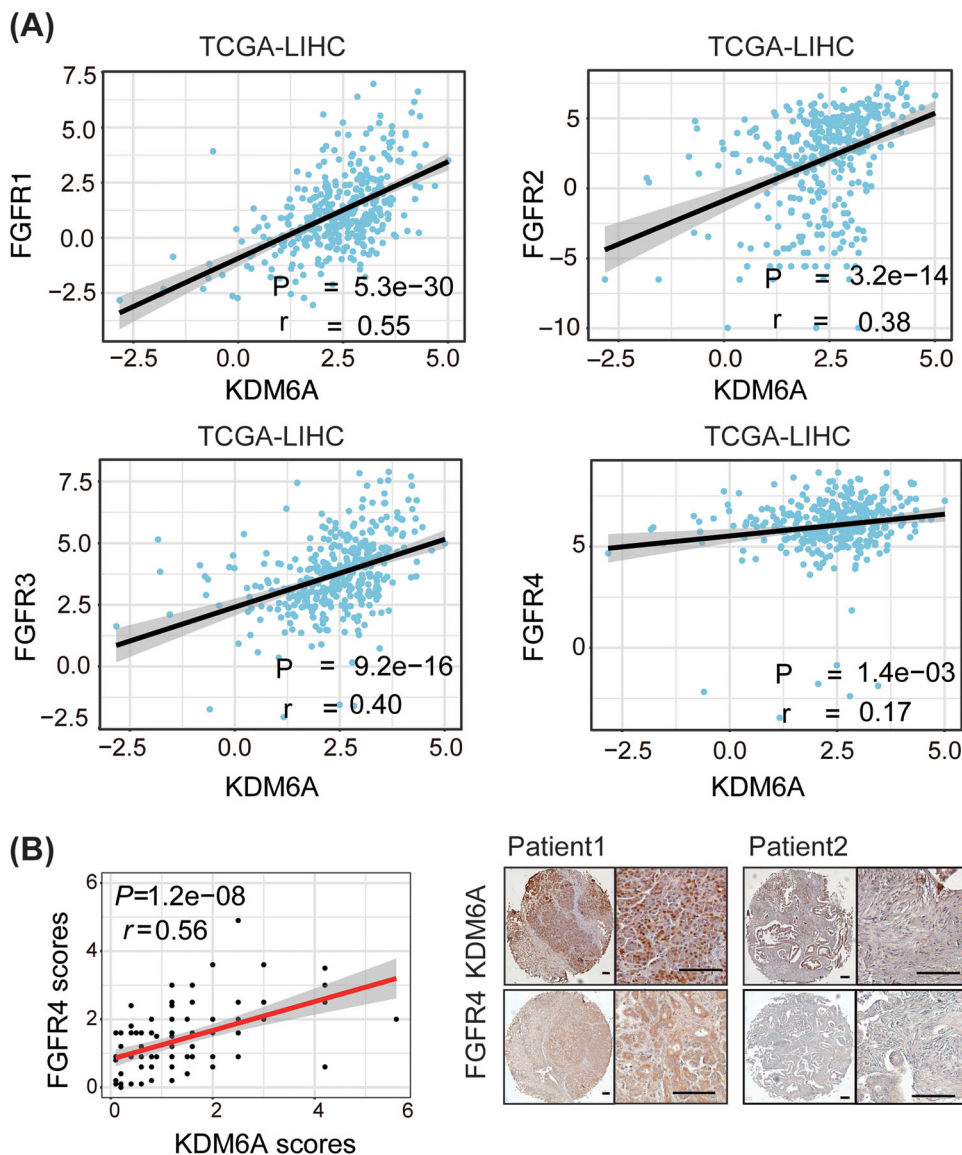 (A)
TCGA-LIHC
7.5
5.0
2.5
0.0
−2.5
FGFR1
P = 5.3e−30
r = 0.55
−2.5 0.0 2.5 5.0
KDM6A
TCGA-LIHC
5
0
−5
−10
FGFR2
P = 3.2e−14
r = 0.38
−2.5 0.0 2.5 5.0
KDM6A
TCGA-LIHC
7.5
5.0
2.5
0.0
−2.5
FGFR3
P = 9.2e−16
r = 0.40
−2.5 0.0 2.5 5.0
KDM6A
TCGA-LIHC
5
0
FGFR4
P = 1.4e−03
r = 0.17
−2.5 0.0 2.5 5.0
KDM6A
(B)
6
4
2
0
FGFR4 scores
P=1.2e−08
r=0.56
0 2 4 6
KDM6A scores
Patient1 Patient2
KDM6A
FGFR4